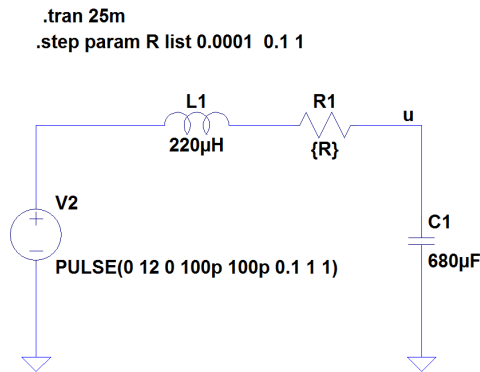 .tran 25m
.step param R list 0.0001  0.1 1
L1
220µH
R1
{R}
u
V2
PULSE(0 12 0 100p 100p 0.1 1 1)
C1
680µF